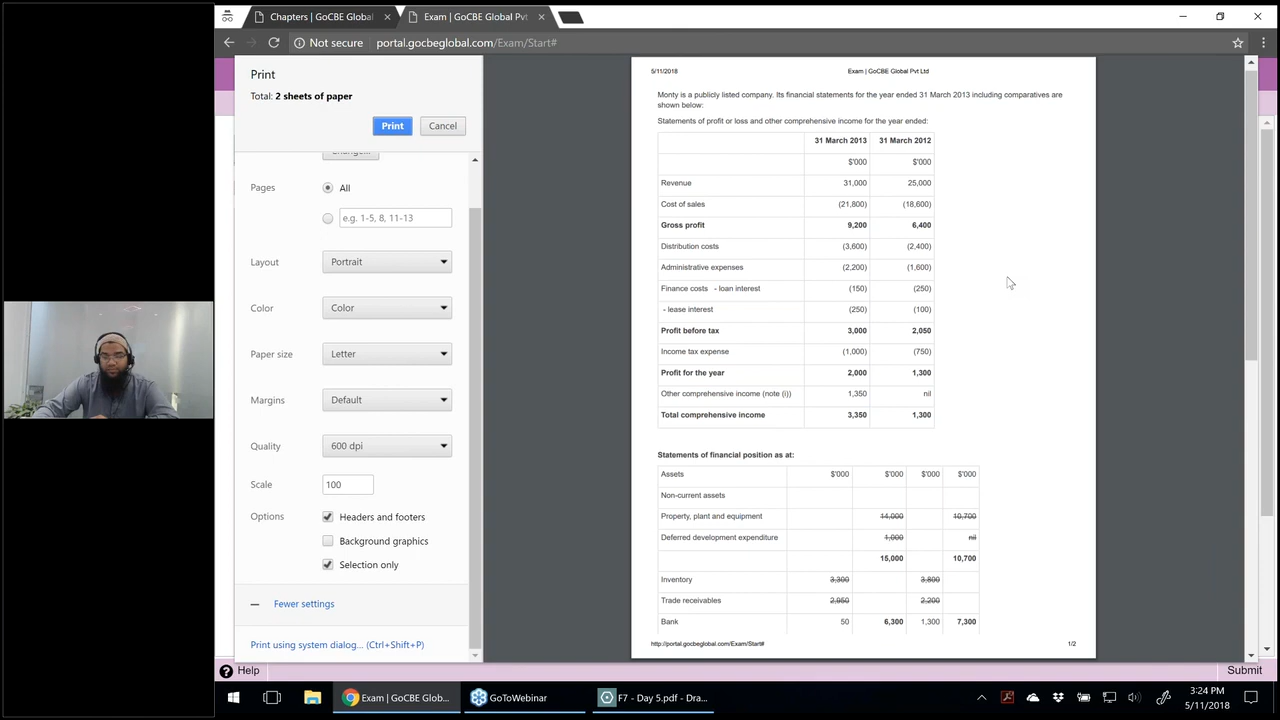 Chapters | GoCBE Global
Exam | GoCBE Global Pvt
Not secure portal.gocbeglobal.com/Exam/Start#
Print
Total: 2 sheets of paper
Print Cancel
Pages All
e.g. 1-5, 8, 11-13
Layout Portrait
Color Color
Paper size Letter
Margins Default
Quality 600 dpi
Scale 100
Options Headers and footers
Background graphics
Selection only
Fewer settings
Print using system dialog... (Ctrl+Shift+P)
5/11/2018 Exam | GoCBE Global Pvt Ltd
Monty is a publicly listed company. Its financial statements for the year ended 31 March 2013 including comparatives are
shown below:
Statements of profit or loss and other comprehensive income for the year ended:
31 March 2013 31 March 2012
$'000 $'000
Revenue 31,000 25,000
Cost of sales (21,800) (18,600)
Gross profit 9,200 6,400
Distribution costs (3,600) (2,400)
Administrative expenses (2,200) (1,600)
Finance costs - loan interest (150) (250)
- lease interest (250) (100)
Profit before tax 3,000 2,050
Income tax expense (1,000) (750)
Profit for the year 2,000 1,300
Other comprehensive income (note (i)) 1,350 nil
Total comprehensive income 3,350 1,300
Statements of financial position as at:
Assets $'000 $'000 $'000 $'000
Non-current assets
Property, plant and equipment 14,000 10,700
Deferred development expenditure 1,000 nil
15,000 10,700
Inventory 3,300 3,800
Trade receivables 2,950 2,200
Bank 50 6,300 1,300 7,300
http://portal.gocbeglobal.com/Exam/Start# 1/2
Help Submit
Exam | GoCBE Glob...
GoToWebinar
F7 - Day 5.pdf - Dra...
3:24 PM
5/11/2018